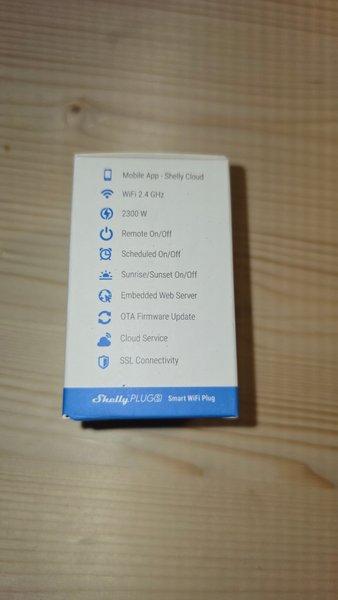 Mobile App - Shelly Cloud
WiFi 2.4 GHz
2300 W
Remote On/Off
Scheduled On/Off
Sunrise/Sunset On/Off
Embedded Web Server
OTA Firmware Update
Cloud Service
SSL Connectivity
Shelly PLUG(S) Smart WiFi Plug